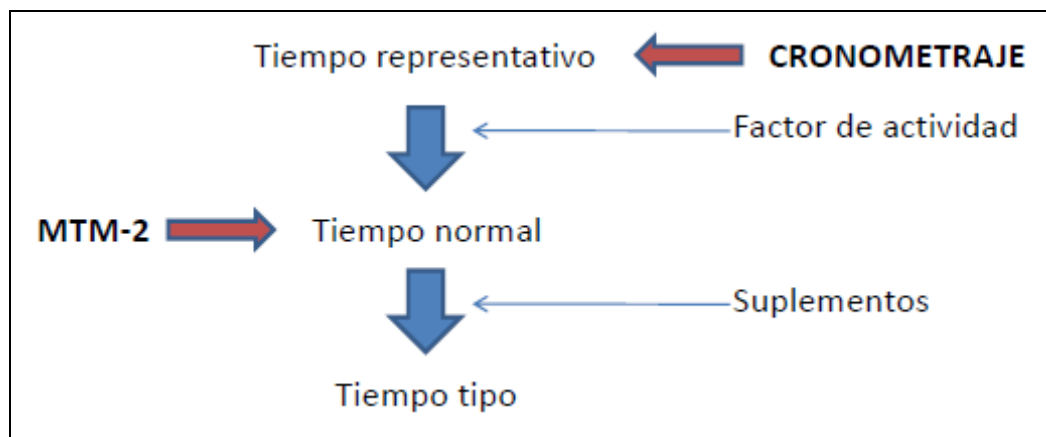 Tiempo representativo CRONOMETRAJE
Factor de actividad
MTM-2 Tiempo normal
Suplementos
Tiempo tipo